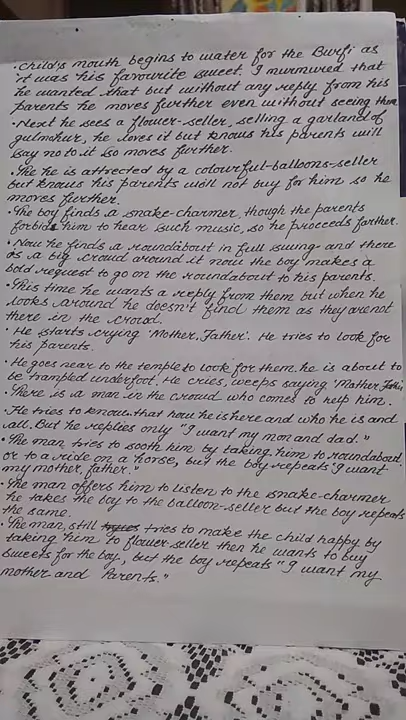 • Child's mouth begins to water for the Burfi as
it was his favourite sweet. I murmured that
he wanted that but without any reply from his
parents he moves further even without seeing them
• Next he sees a flower-seller, selling a garland of
gulmohur, he loves it but knows his parents will
say no to it so moves further.
• The he is attracted by a colourful-balloons-seller
but knows his parents will not buy for him so he
moves further.
• The boy finds a snake-charmer, though the parents
forbids him to hear such music, so he proceeds farther.
• Now he finds a roundabout in full swing and there
is a big crowd around it now the boy makes a
bold request to go on the roundabout to his parents.
• This time he wants a reply from them but when he
looks around he doesn't find them as they are not
there in the crowd.
• He starts crying 'Mother, Father'. He tries to look for
his parents.
• He goes near to the temple to look for them, he is about to
be trampled underfoot. He cries, weeps saying 'Mother,
• There is a man in the crowd who comes to help him.
• He tries to know that how he is here and who he is and
all. But he replies only "I want my mom and dad."
• The man tries to sooth him by taking him to roundabout
or to a ride on a horse, but the boy repeats "I want
my mother, father."
• The man offers him to listen to the snake-charmer
he takes the boy to the balloon-seller but the boy repeats
the same.
• The man, still tries to make the child happy by
taking him to flower-seller then he wants to buy
sweets for the boy, but the boy repeats "I want my
mother and Parents."